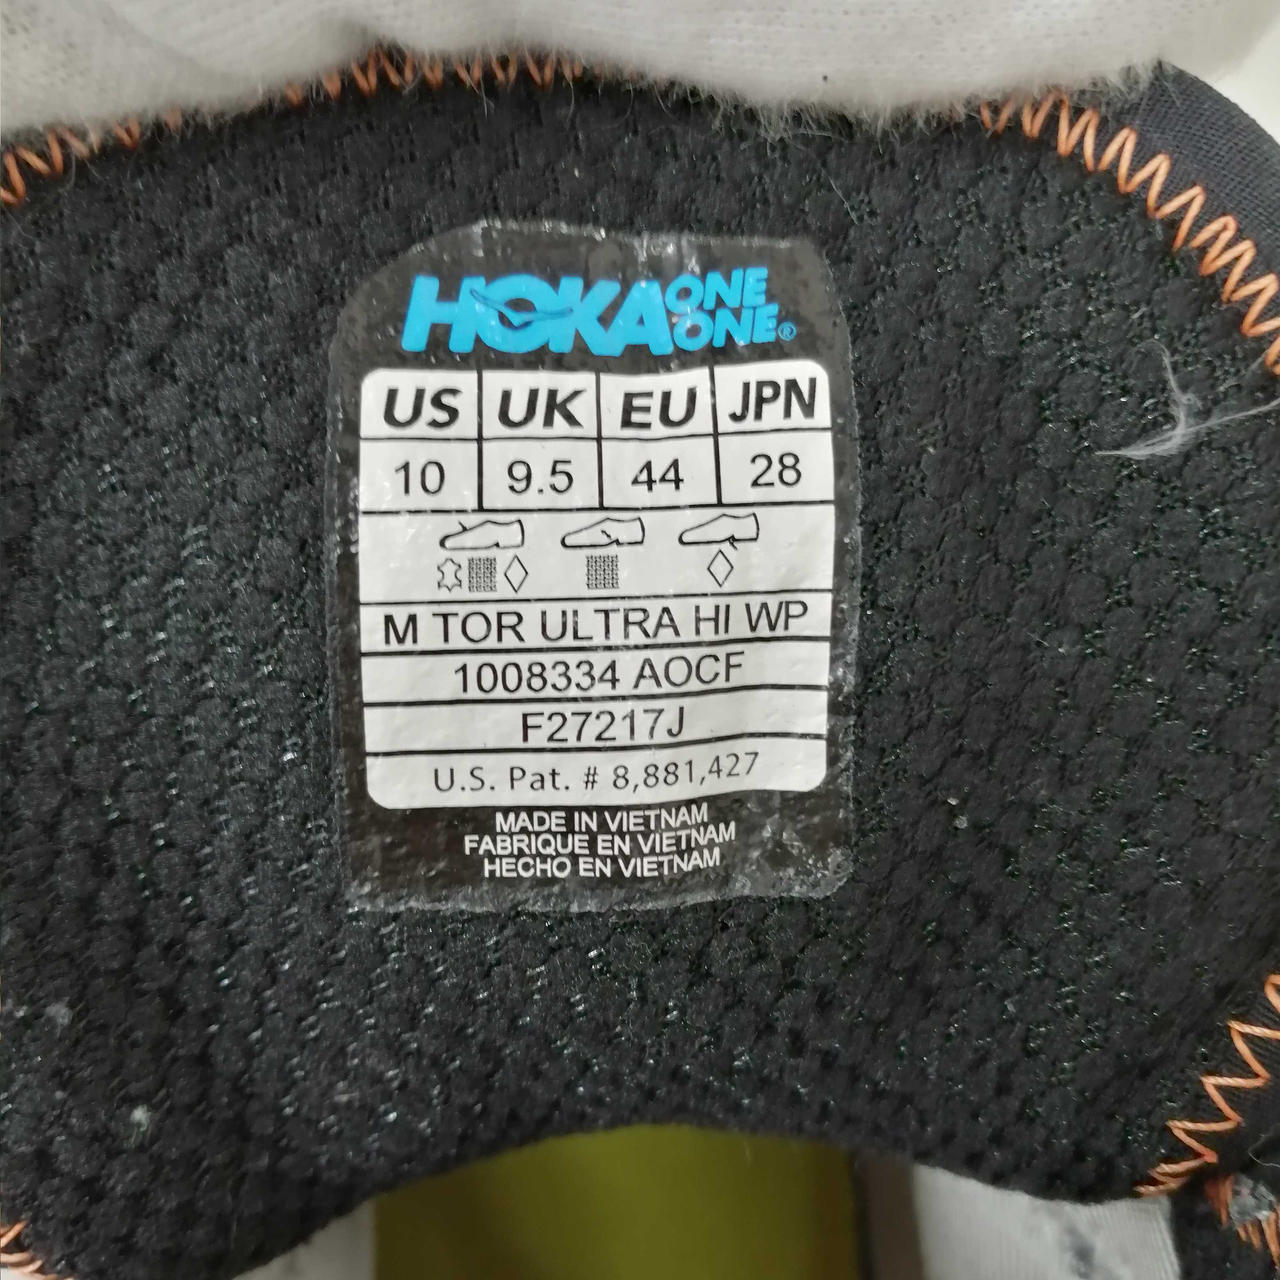 HOKA ONE ONE®
US UK EU JPN
10 9.5 44 28
M TOR ULTRA HI WP
1008334 AOCF
F27217J
U.S. Pat. # 8,881,427
MADE IN VIETNAM
FABRIQUE EN VIETNAM
HECHO EN VIETNAM